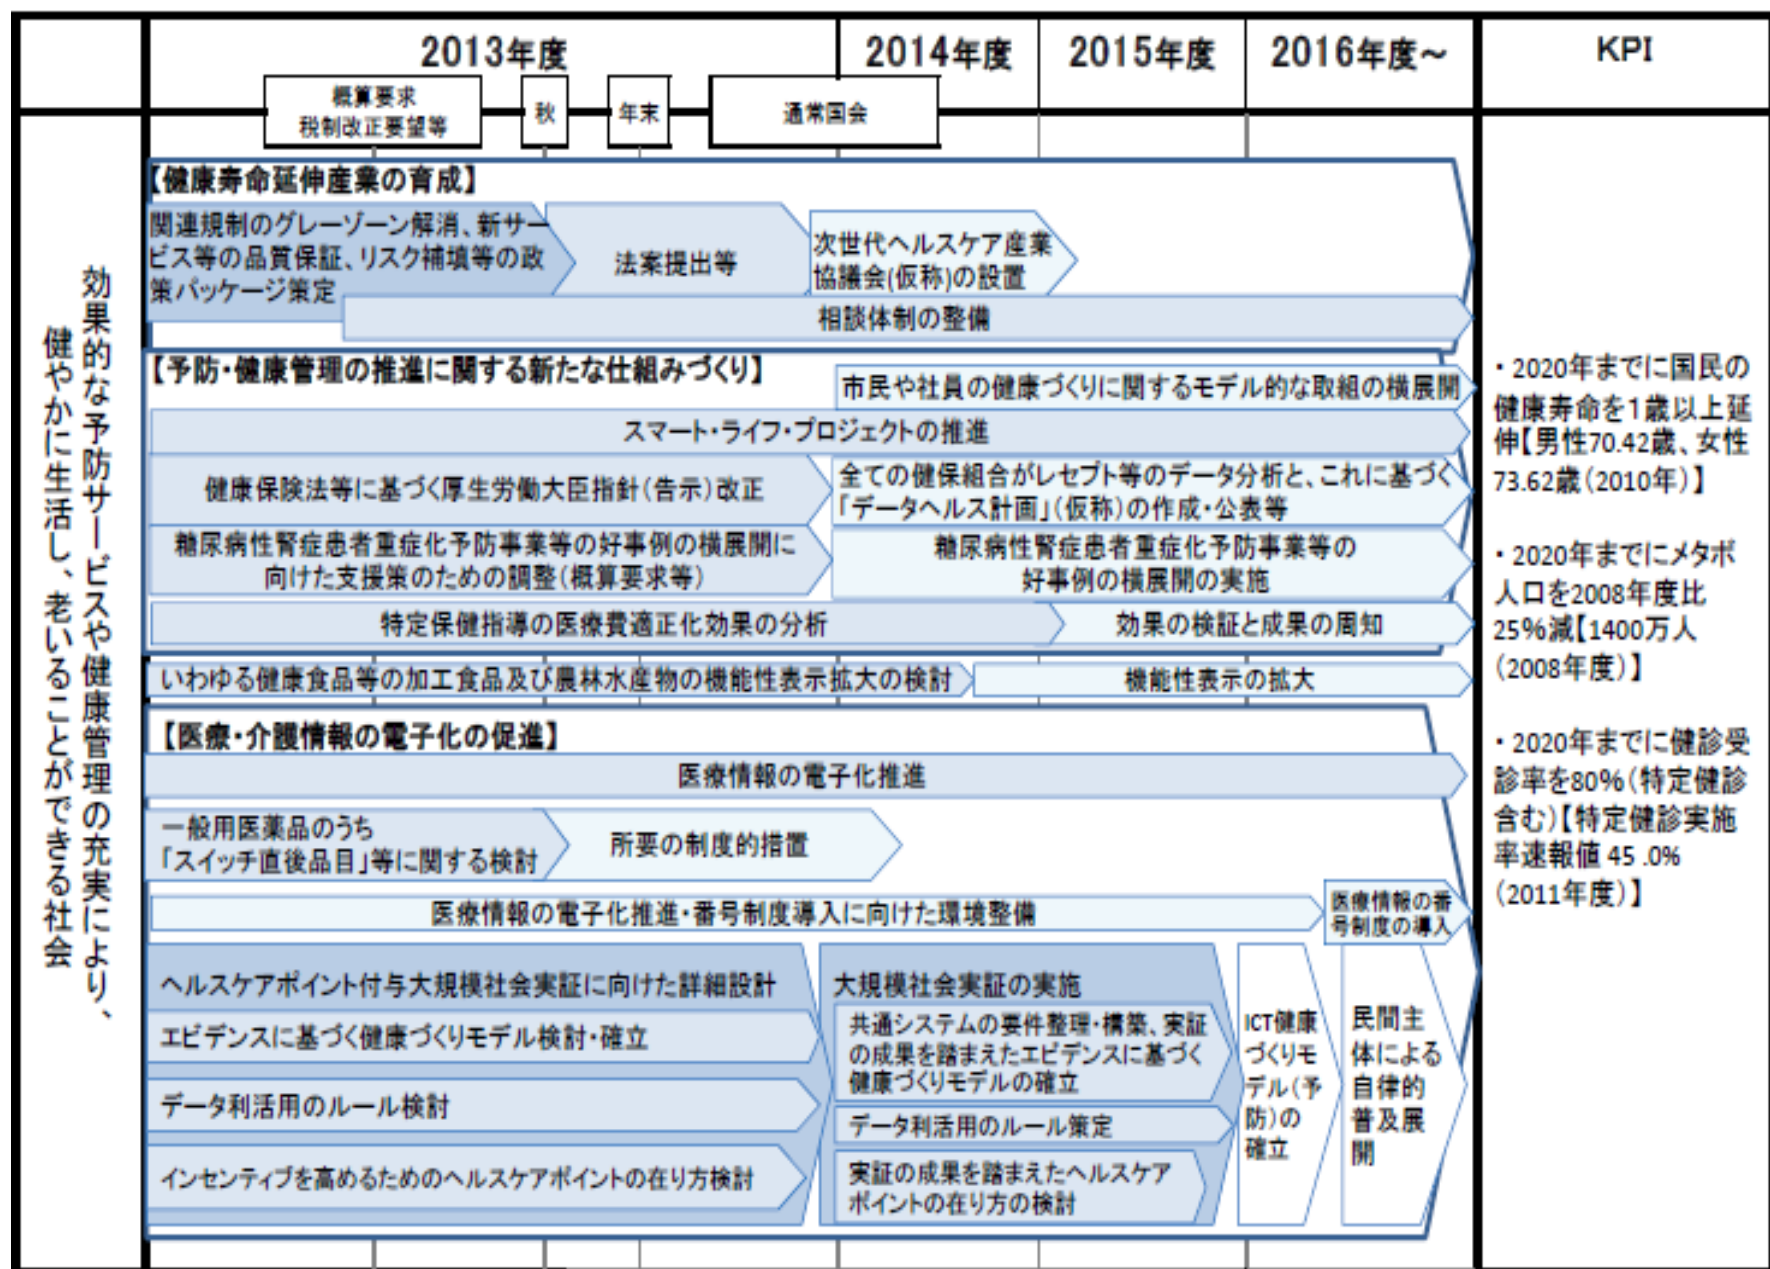 2013年度
2014年度
2015年度
2016年度～
KPI
概算要求
税制改正要望等
秋
年末
通常国会
効果的な予防サービスや健康管理の充実により、
健やかに生活し、老いることができる社会
【健康寿命延伸産業の育成】
関連規制のグレーゾーン解消、新サー
ビス等の品質保証、リスク補填等の政
策パッケージ策定
法案提出等
次世代ヘルスケア産業
協議会(仮称)の設置
相談体制の整備
【予防・健康管理の推進に関する新たな仕組みづくり】
市民や社員の健康づくりに関するモデル的な取組の横展開
スマート・ライフ・プロジェクトの推進
健康保険法等に基づく厚生労働大臣指針(告示)改正
全ての健保組合がレセプト等のデータ分析と、これに基づく
「データヘルス計画」(仮称)の作成・公表等
糖尿病性腎症患者重症化予防事業等の好事例の横展開に
向けた支援策のための調整(概算要求等)
糖尿病性腎症患者重症化予防事業等の
好事例の横展開の実施
特定保健指導の医療費適正化効果の分析
効果の検証と成果の周知
いわゆる健康食品等の加工食品及び農林水産物の機能性表示拡大の検討
機能性表示の拡大
【医療・介護情報の電子化の促進】
医療情報の電子化推進
一般用医薬品のうち
「スイッチ直後品目」等に関する検討
所要の制度的措置
医療情報の電子化推進・番号制度導入に向けた環境整備
医療情報の番
号制度の導入
ヘルスケアポイント付与大規模社会実証に向けた詳細設計
エビデンスに基づく健康づくりモデル検討・確立
データ利活用のルール検討
インセンティブを高めるためのヘルスケアポイントの在り方検討
大規模社会実証の実施
共通システムの要件整理・構築、実証
の成果を踏まえたエビデンスに基づく
健康づくりモデルの確立
データ利活用のルール策定
実証の成果を踏まえたヘルスケア
ポイントの在り方の検討
ICT健康
づくりモ
デル(予
防)の
確立
民間主
体による
自律的
普及展
開
・2020年までに国民の
健康寿命を1歳以上延
伸【男性70.42歳、女性
73.62歳(2010年)】
・2020年までにメタボ
人口を2008年度比
25%減【1400万人
(2008年度)】
・2020年までに健診受
診率を80%(特定健診
含む)【特定健診実施
率速報値 45 .0%
(2011年度)】